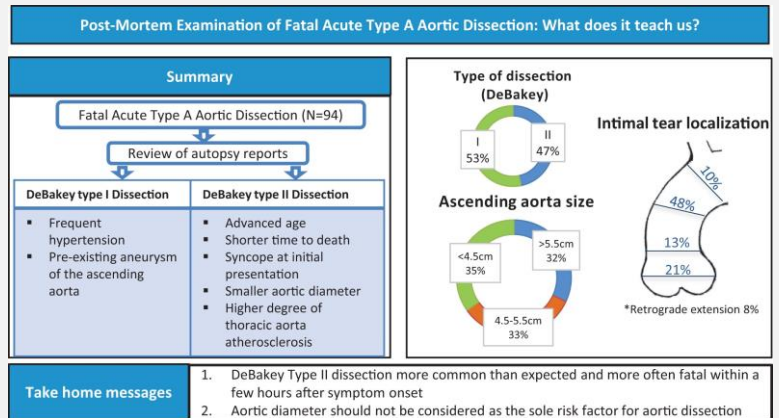 Post-Mortem Examination of Fatal Acute Type A Aortic Dissection: What does it teach us?
Summary
Fatal Acute Type A Aortic Dissection (N=94)
Review of autopsy reports
DeBakey type I Dissection
▪ Frequent
hypertension
▪ Pre-existing aneurysm
of the ascending
aorta
DeBakey type II Dissection
▪ Advanced age
▪ Shorter time to death
▪ Syncope at initial
presentation
▪ Smaller aortic diameter
▪ Higher degree of
thoracic aorta
atherosclerosis
Type of dissection
(DeBakey)
I
53%
II
47%
Ascending aorta size
<4.5cm
35%
>5.5cm
32%
4.5-5.5cm
33%
Intimal tear localization
10%
48%
13%
21%
*Retrograde extension 8%
Take home messages
1. DeBakey Type II dissection more common than expected and more often fatal within a
few hours after symptom onset
2. Aortic diameter should not be considered as the sole risk factor for aortic dissection